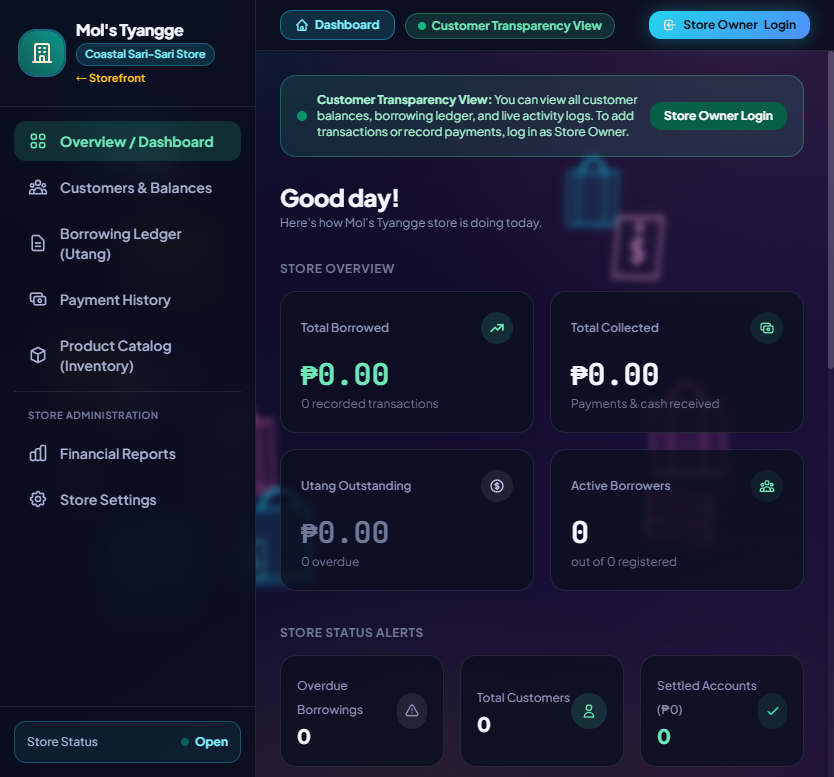 Mol's Tyangge
Coastal Sari-Sari Store
← Storefront
Overview / Dashboard
Customers & Balances
Borrowing Ledger
(Utang)
Payment History
Product Catalog
(Inventory)
STORE ADMINISTRATION
Financial Reports
Store Settings
Store Status
Open
Dashboard
Customer Transparency View
Store Owner Login
Customer Transparency View: You can view all customer
balances, borrowing ledger, and live activity logs. To add
transactions or record payments, log in as Store Owner.
Store Owner Login
Good day!
Here's how Mol's Tyangge store is doing today.
$
STORE OVERVIEW
Total Borrowed
₱0.00
0 recorded transactions
Total Collected
₱0.00
Payments & cash received
Utang Outstanding
$
₱0.00
0 overdue
Active Borrowers
0
out of 0 registered
STORE STATUS ALERTS
Overdue
Borrowings
0
Total Customers
0
Settled Accounts
(₱0)
0